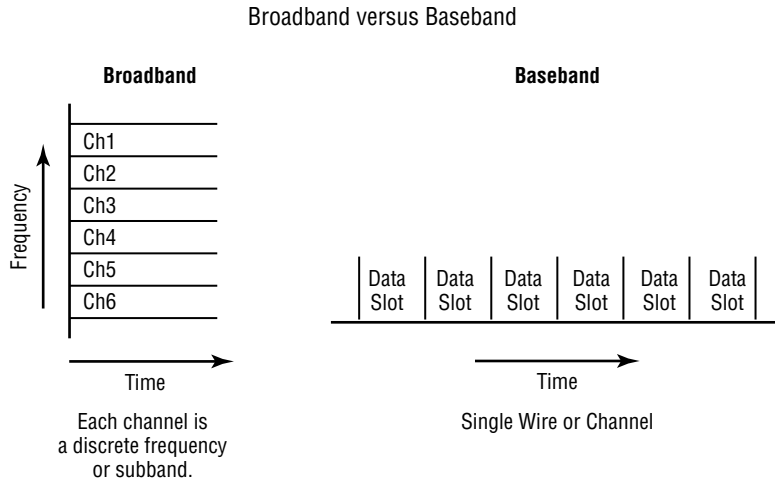 Broadband versus Baseband
Broadband
Frequency
Ch1
Ch2
Ch3
Ch4
Ch5
Ch6
Time
Each channel is
a discrete frequency
or subband.
Baseband
Data Slot
Data Slot
Data Slot
Data Slot
Data Slot
Data Slot
Time
Single Wire or Channel